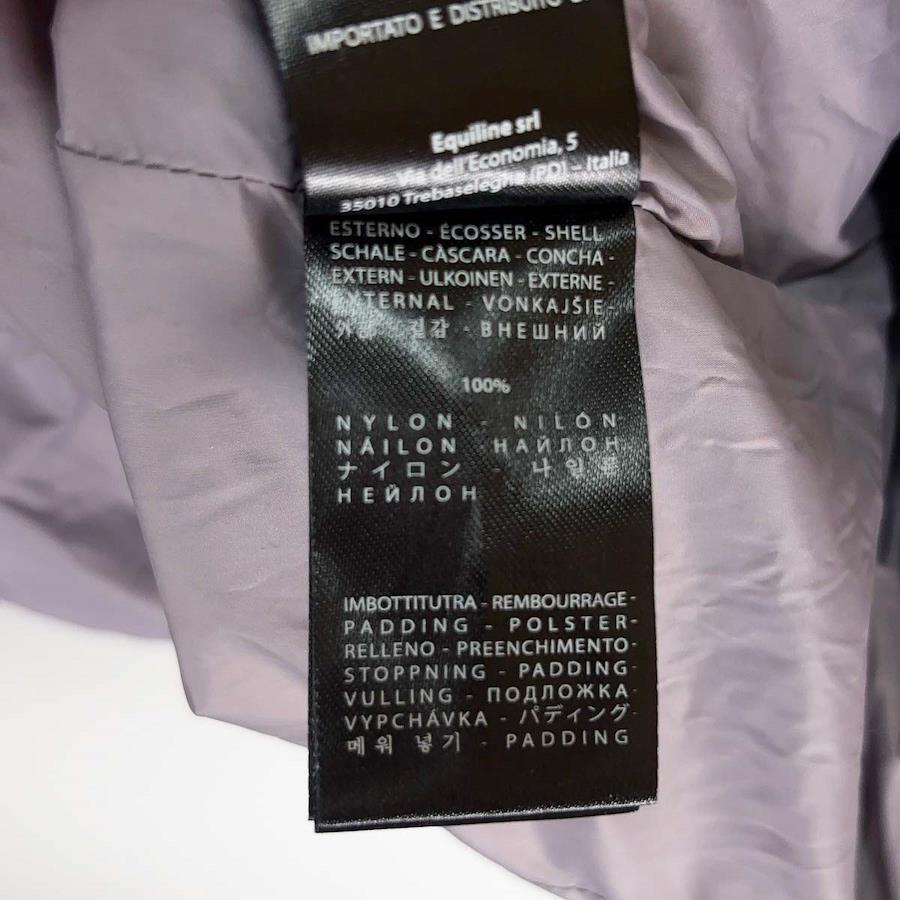 IMPORTATO E DISTRIBUITO
Equiline srl
Via dell'Economia, 5
35010 Trebaseleghe (PD) - Italia
ESTERNO - ÉCOSSER - SHELL
SCHALE - CÀSCARA - CONCHA -
EXTERN - ULKOINEN - EXTERNE -
EXTERNAL - VONKAJŠIE-
- 겉감 - ВНЕШНИЙ
100%
NYLON - NILÓN-
NÁILON НАЙЛОН-
ナイロン - 나일론
НЕЙЛОН
IMBOTTITUTRA - REMBOURRAGE-
PADDING - POLSTER-
RELLENO - PREENCHIMENTO-
STOPPNING - PADDING-
VULLING - ПОДЛОЖКА-
VYPCHÁVKA - パディング-
메워 넣기 - PADDING